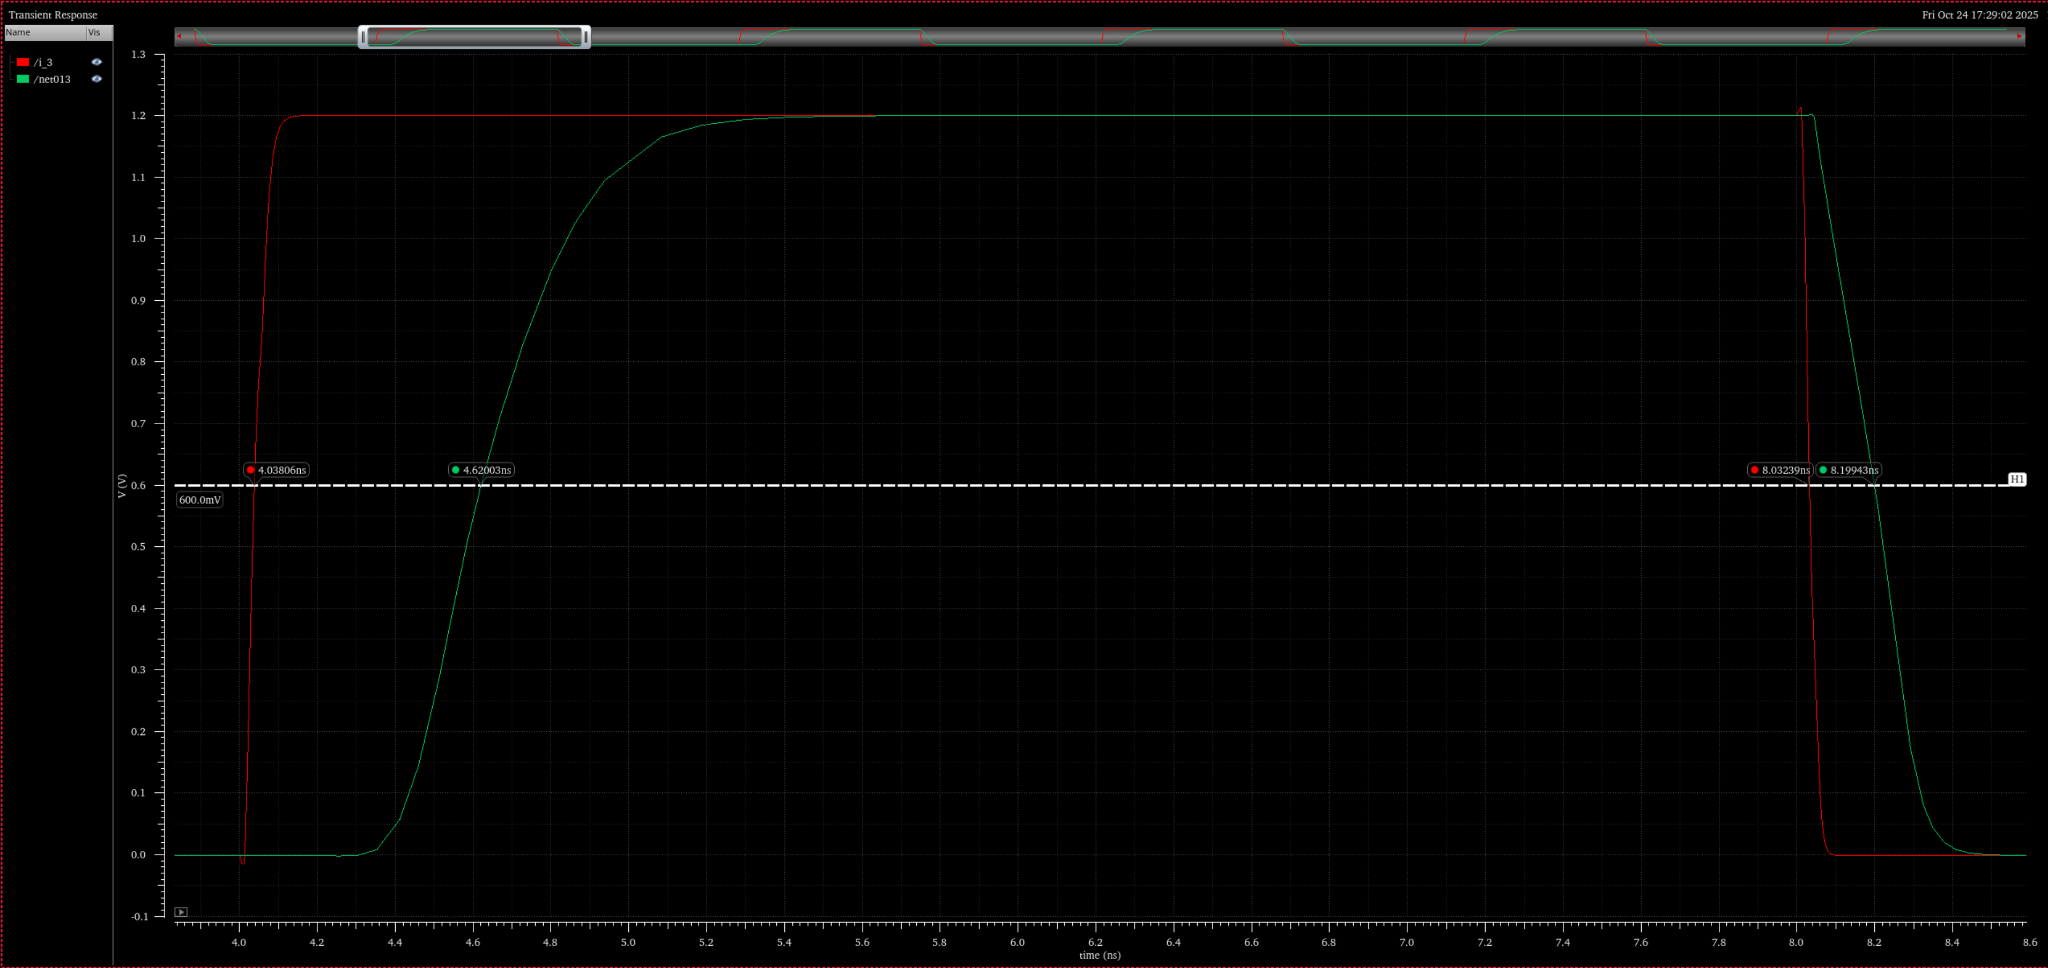 Transient Response
Fri Oct 24 17:29:02 2025
Name Vis
/i_3
/net013
1.3
1.2
1.1
1.0
0.9
0.8
0.7
0.6
0.5
0.4
0.3
0.2
0.1
0.0
-0.1
V (V)
4.03806ns
4.62003ns
8.03239ns
8.19943ns
600.0mV
H1
4.0 4.2 4.4 4.6 4.8 5.0 5.2 5.4 5.6 5.8 6.0 6.2 6.4 6.6 6.8 7.0 7.2 7.4 7.6 7.8 8.0 8.2 8.4 8.6
time (ns)